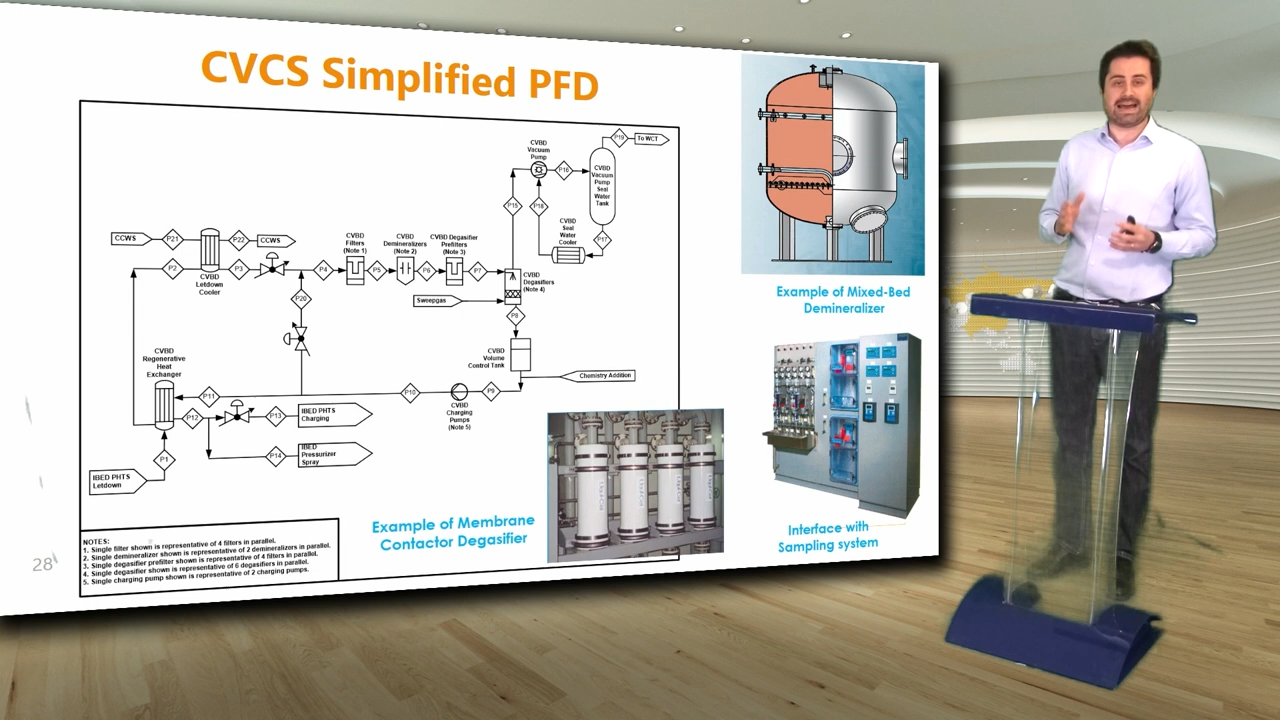 CVCS Simplified PFD
CVBD
Vacuum
Pump
P19
To WCT
P16
CVBD
Vacuum
Pump
Seal
Water
Tank
P15
P18
CVBD
Seal
Water
Cooler
P17
CCWS
P21
P22
CCWS
CVBD
Filters
(Note 1)
CVBD
Demineralizers
(Note 2)
CVBD Degasifier
Prefilters
(Note 3)
P2
P3
P4
P5
P6
P7
CVBD
Letdown
Cooler
CVBD
Degasifiers
(Note 4)
Sweepgas
P20
P8
CVBD
Regenerative
Heat
Exchanger
CVBD
Volume
Control Tank
Chemistry Addition
P11
P10
P9
CVBD
Charging
Pumps
(Note 5)
P12
P13
IBED PHTS
Charging
P14
IBED
Pressurizer
Spray
P1
IBED PHTS
Letdown
NOTES:
1. Single filter shown is representative of 4 filters in parallel.
2. Single demineralizer shown is representative of 2 demineralizers in parallel.
3. Single degasifier prefilter shown is representative of 4 filters in parallel.
4. Single degasifier shown is representative of 6 degasifiers in parallel.
5. Single charging pump shown is representative of 2 charging pumps.
Example of Membrane
Contactor Degasifier
Example of Mixed-Bed
Demineralizer
Interface with
Sampling system
28